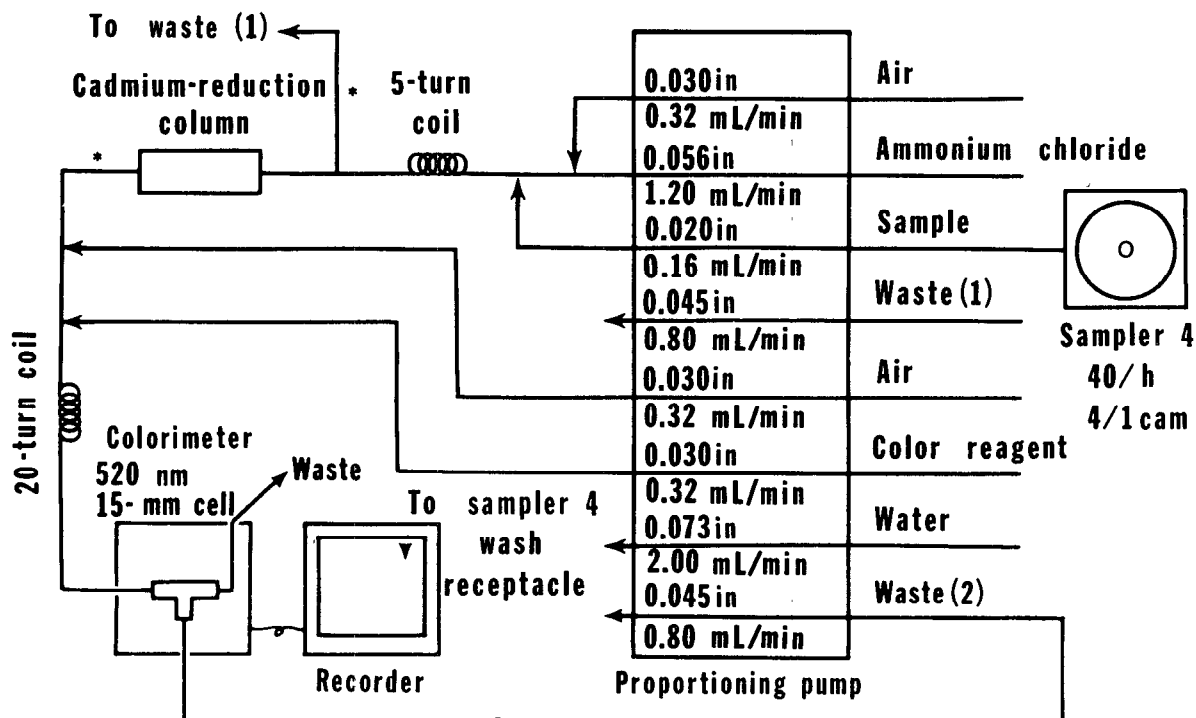 To waste (1)
Cadmium-reduction
column
*
*
5-turn
coil
20-turn coil
Colorimeter
520 nm
15-mm cell
Waste
Recorder
To sampler 4
wash
receptacle
0.030in
Air
0.32 mL/min
0.056in
Ammonium chloride
1.20 mL/min
0.020in
Sample
0.16 mL/min
0.045in
Waste (1)
0.80 mL/min
0.030in
Air
0.32 mL/min
0.030in
Color reagent
0.32 mL/min
0.073in
Water
2.00 mL/min
0.045in
Waste (2)
0.80 mL/min
Proportioning pump
Sampler 4
40/h
4/1 cam